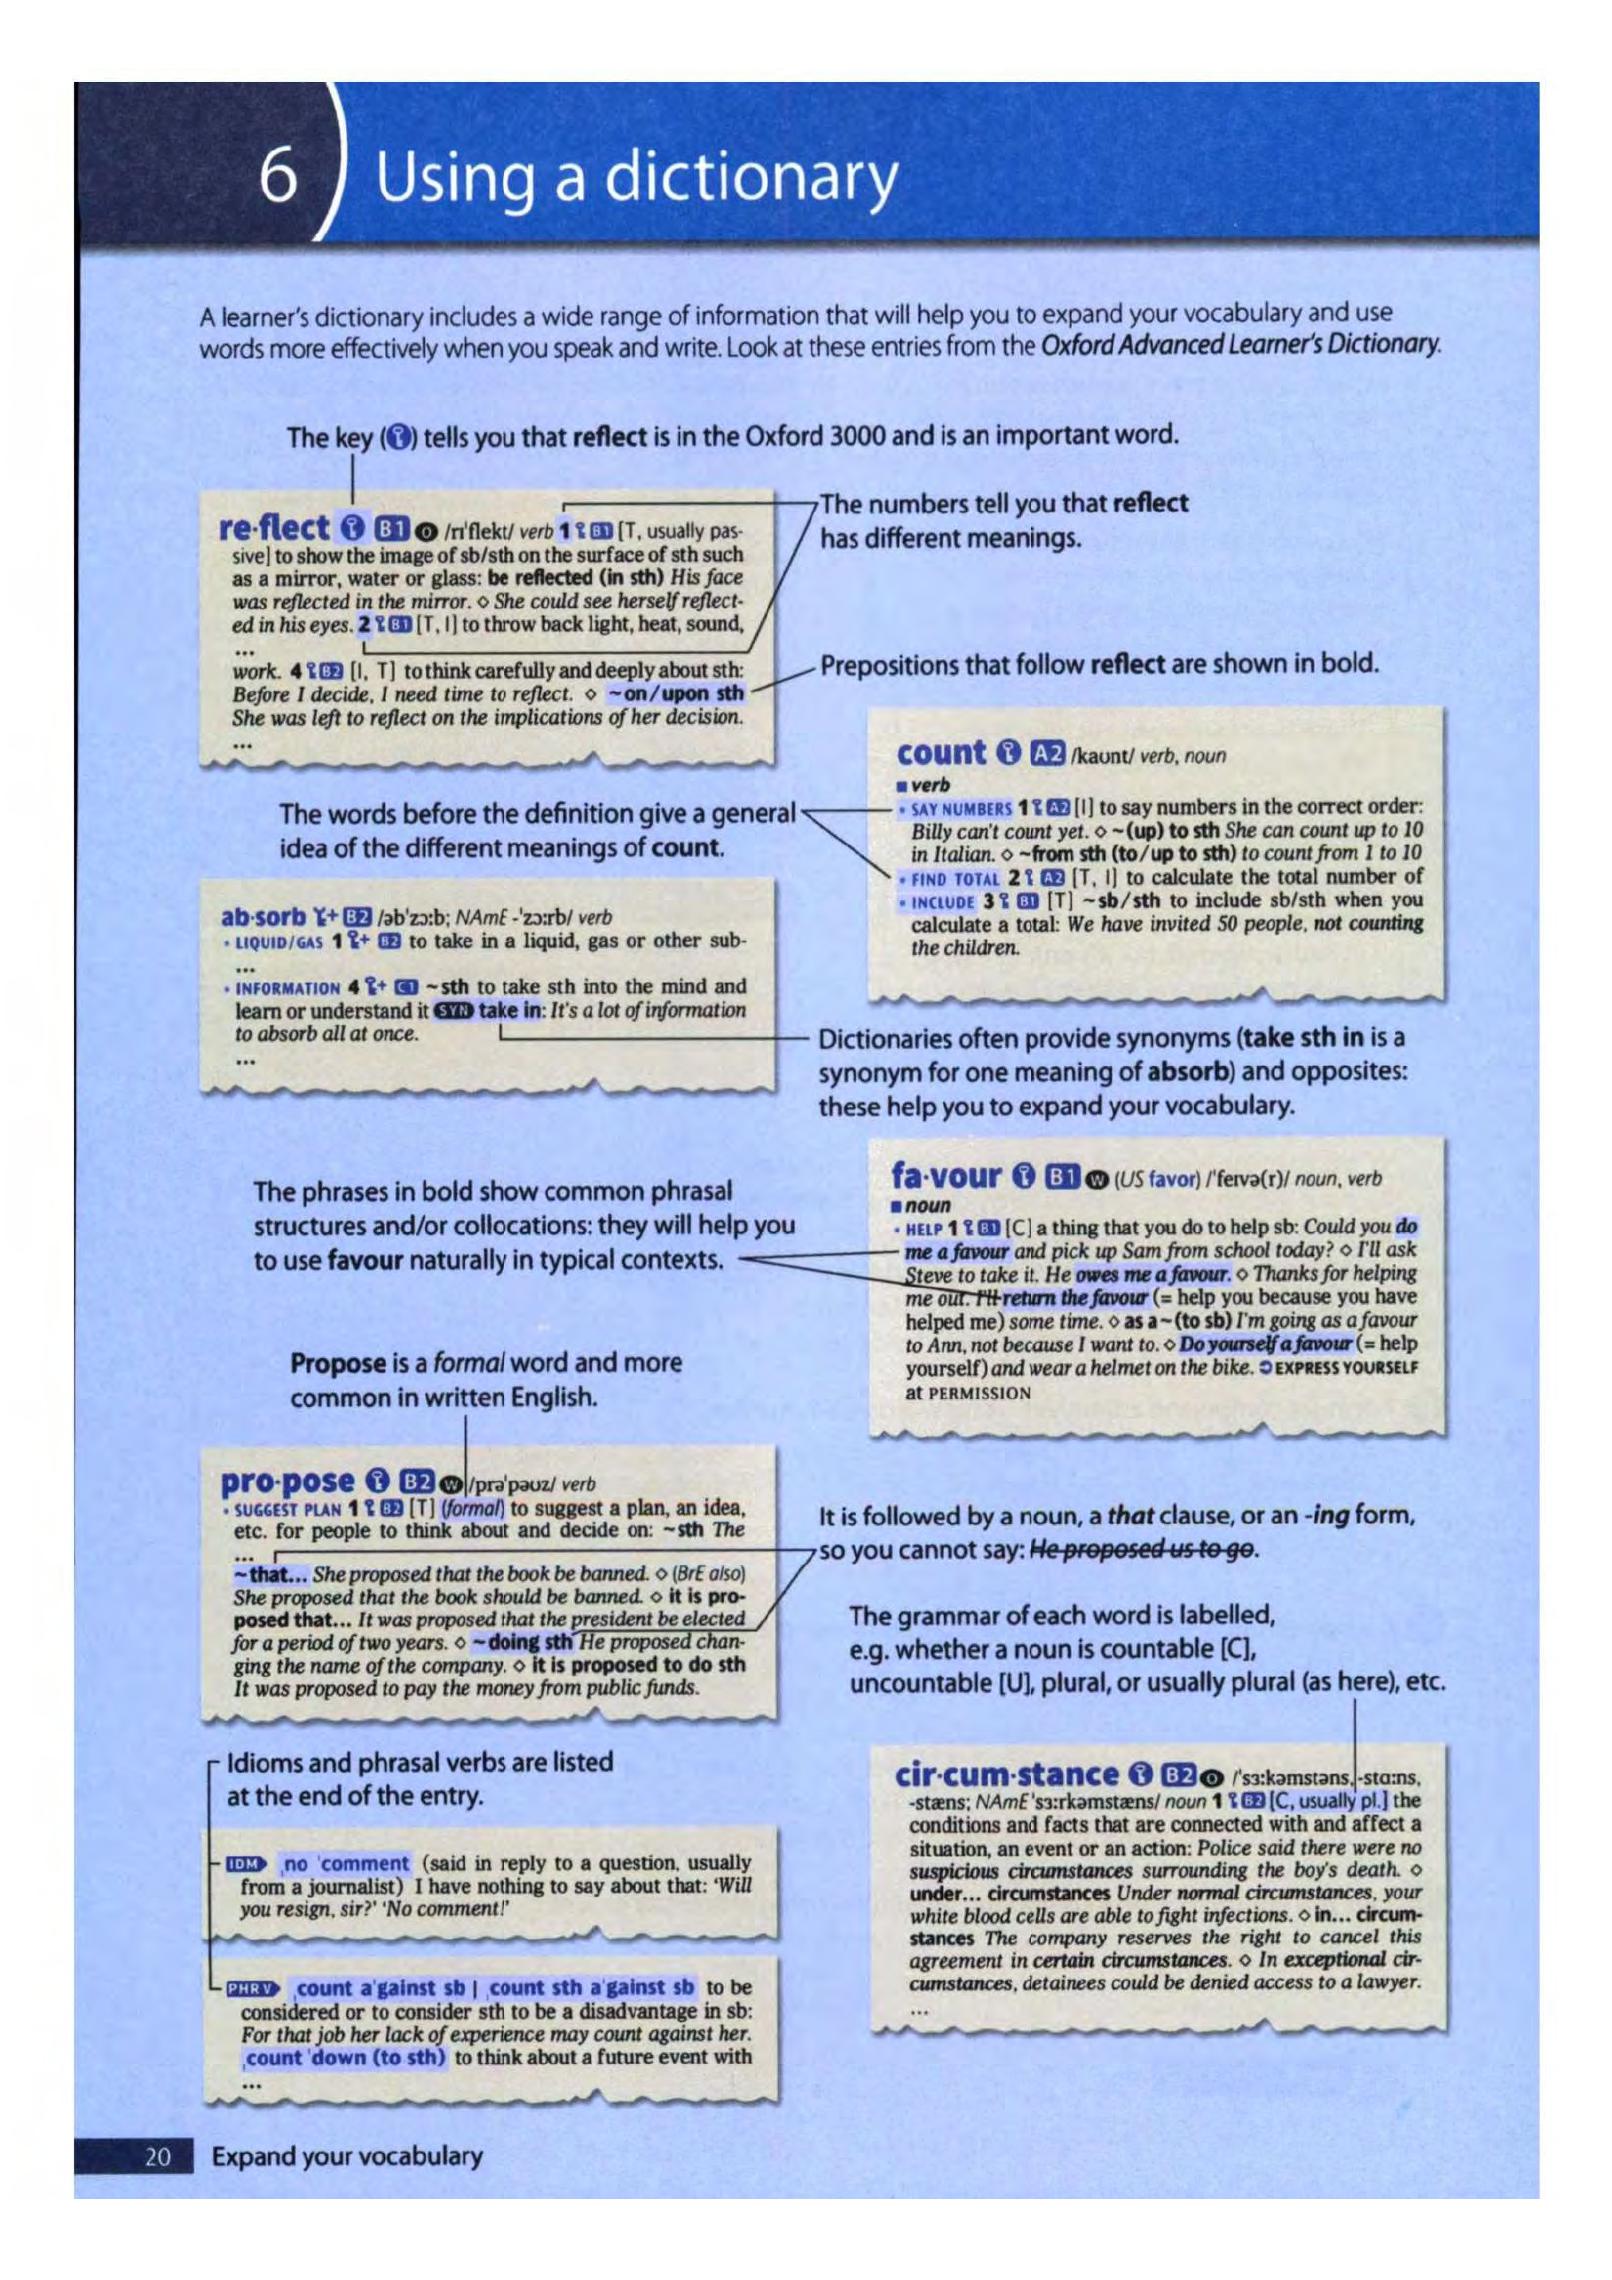 6 Using a dictionary
A learner's dictionary includes a wide range of information that will help you to expand your vocabulary and use
words more effectively when you speak and write. Look at these entries from the Oxford Advanced Learner's Dictionary.
The key () tells you that reflect is in the Oxford 3000 and is an important word.
re·flect B1 O /rɪˈflekt/ verb 1 B1 [T, usually pas-
sive] to show the image of sb/sth on the surface of sth such
as a mirror, water or glass: be reflected (in sth) His face
was reflected in the mirror. ◇ She could see herself reflect-
ed in his eyes. 2 B1 [T, I] to throw back light, heat, sound,
...
work. 4 B2 [I, T] to think carefully and deeply about sth:
Before I decide, I need time to reflect. ◇ ~on/upon sth
She was left to reflect on the implications of her decision.
...
The numbers tell you that reflect
has different meanings.
Prepositions that follow reflect are shown in bold.
The words before the definition give a general
idea of the different meanings of count.
count A2 /kaʊnt/ verb, noun
■ verb
• SAY NUMBERS 1 A2 [I] to say numbers in the correct order:
Billy can't count yet. ◇ ~(up) to sth She can count up to 10
in Italian. ◇ ~from sth (to/up to sth) to count from 1 to 10
• FIND TOTAL 2 A2 [T, I] to calculate the total number of
• INCLUDE 3 B1 [T] ~sb/sth to include sb/sth when you
calculate a total: We have invited 50 people, not counting
the children.
ab·sorb + B2 /əbˈzɔːb; NAmE -ˈzɔːrb/ verb
• LIQUID/GAS 1 + B2 to take in a liquid, gas or other sub-
...
• INFORMATION 4 + C1 ~sth to take sth into the mind and
learn or understand it SYN take in: It's a lot of information
to absorb all at once.
...
Dictionaries often provide synonyms (take sth in is a
synonym for one meaning of absorb) and opposites:
these help you to expand your vocabulary.
The phrases in bold show common phrasal
structures and/or collocations: they will help you
to use favour naturally in typical contexts.
fa·vour B1 W (US favor) /ˈfeɪvə(r)/ noun, verb
■ noun
• HELP 1 B1 [C] a thing that you do to help sb: Could you do
me a favour and pick up Sam from school today? ◇ I'll ask
Steve to take it. He owes me a favour. ◇ Thanks for helping
me out. I'll return the favour (= help you because you have
helped me) some time. ◇ as a ~ (to sb) I'm going as a favour
to Ann, not because I want to. ◇ Do yourself a favour (= help
yourself) and wear a helmet on the bike. ➲ EXPRESS YOURSELF
at PERMISSION
Propose is a formal word and more
common in written English.
pro·pose B2 W /prəˈpəʊz/ verb
• SUGGEST PLAN 1 B2 [T] (formal) to suggest a plan, an idea,
etc. for people to think about and decide on: ~sth The
...
~that... She proposed that the book be banned. ◇ (BrE also)
She proposed that the book should be banned. ◇ it is pro-
posed that... It was proposed that the president be elected
for a period of two years. ◇ ~doing sth He proposed chan-
ging the name of the company. ◇ it is proposed to do sth
It was proposed to pay the money from public funds.
It is followed by a noun, a that clause, or an -ing form,
so you cannot say: He proposed us to go.
The grammar of each word is labelled,
e.g. whether a noun is countable [C],
uncountable [U], plural, or usually plural (as here), etc.
Idioms and phrasal verbs are listed
at the end of the entry.
IDM ˌno ˈcomment (said in reply to a question, usually
from a journalist) I have nothing to say about that: 'Will
you resign, sir?' 'No comment!'
PHR V ˌcount aˈgainst sb | ˌcount sth aˈgainst sb to be
considered or to consider sth to be a disadvantage in sb:
For that job her lack of experience may count against her.
ˌcount ˈdown (to sth) to think about a future event with
...
cir·cum·stance B2 O /ˈsɜːkəmstəns, -stɑːns,
-stæns; NAmE ˈsɜːrkəmstæns/ noun 1 B2 [C, usually pl.] the
conditions and facts that are connected with and affect a
situation, an event or an action: Police said there were no
suspicious circumstances surrounding the boy's death. ◇
under... circumstances Under normal circumstances, your
white blood cells are able to fight infections. ◇ in... circum-
stances The company reserves the right to cancel this
agreement in certain circumstances. ◇ In exceptional cir-
cumstances, detainees could be denied access to a lawyer.
...
20 Expand your vocabulary